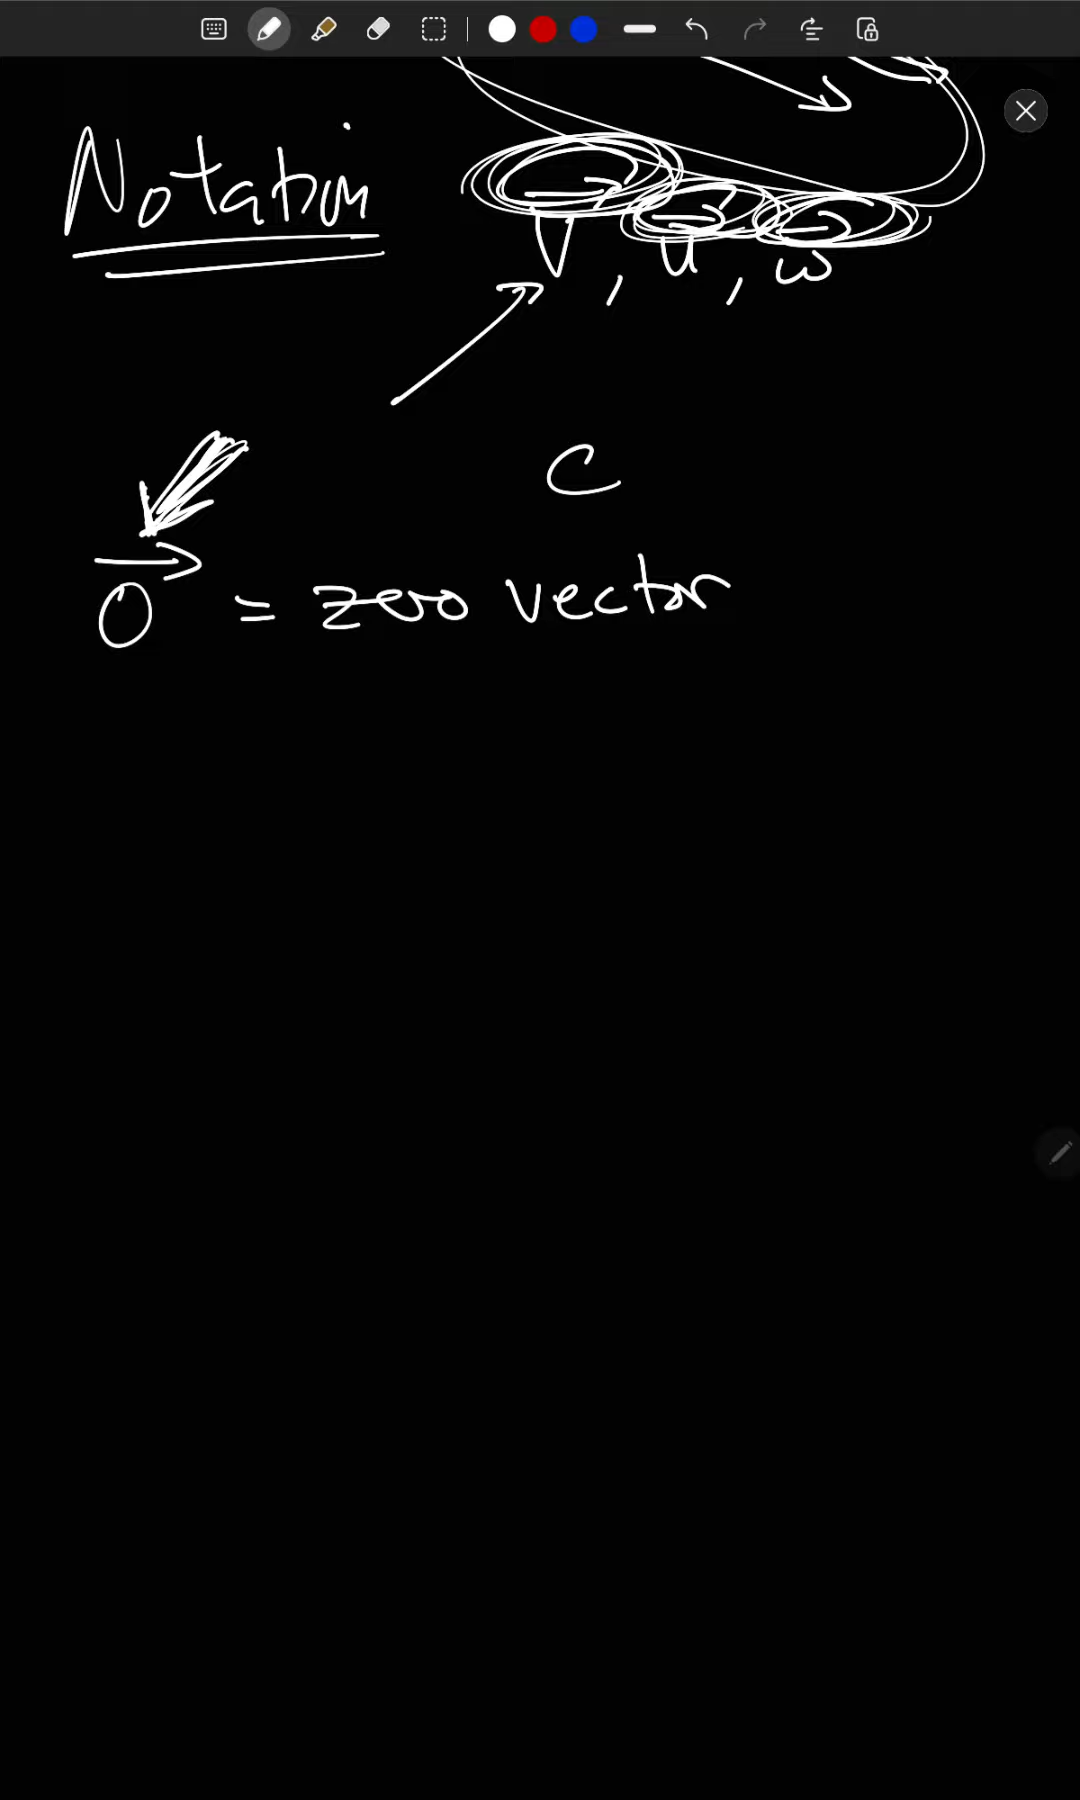 Notation
v⃗, u⃗, w⃗
C
0⃗ = zero vector